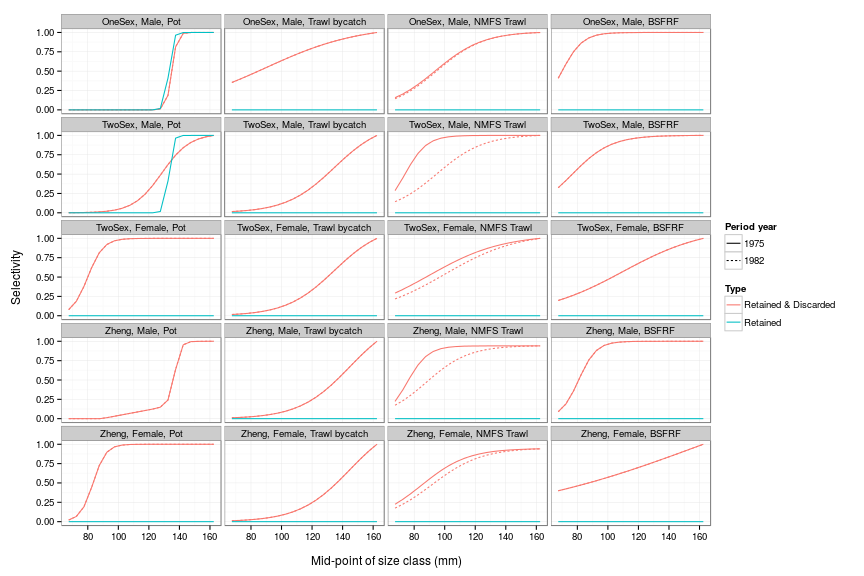 OneSex, Male, Pot
OneSex, Male, Trawl bycatch
OneSex, Male, NMFS Trawl
OneSex, Male, BSFRF
1.00
0.75
0.50
0.25
0.00
TwoSex, Male, Pot
TwoSex, Male, Trawl bycatch
TwoSex, Male, NMFS Trawl
TwoSex, Male, BSFRF
1.00
0.75
0.50
0.25
0.00
TwoSex, Female, Pot
TwoSex, Female, Trawl bycatch
TwoSex, Female, NMFS Trawl
TwoSex, Female, BSFRF
1.00
0.75
0.50
0.25
0.00
Zheng, Male, Pot
Zheng, Male, Trawl bycatch
Zheng, Male, NMFS Trawl
Zheng, Male, BSFRF
1.00
0.75
0.50
0.25
0.00
Zheng, Female, Pot
Zheng, Female, Trawl bycatch
Zheng, Female, NMFS Trawl
Zheng, Female, BSFRF
1.00
0.75
0.50
0.25
0.00
80 100 120 140 160
80 100 120 140 160
80 100 120 140 160
80 100 120 140 160
Mid-point of size class (mm)
Selectivity
Period year
1975
1982
Type
Retained & Discarded
Retained